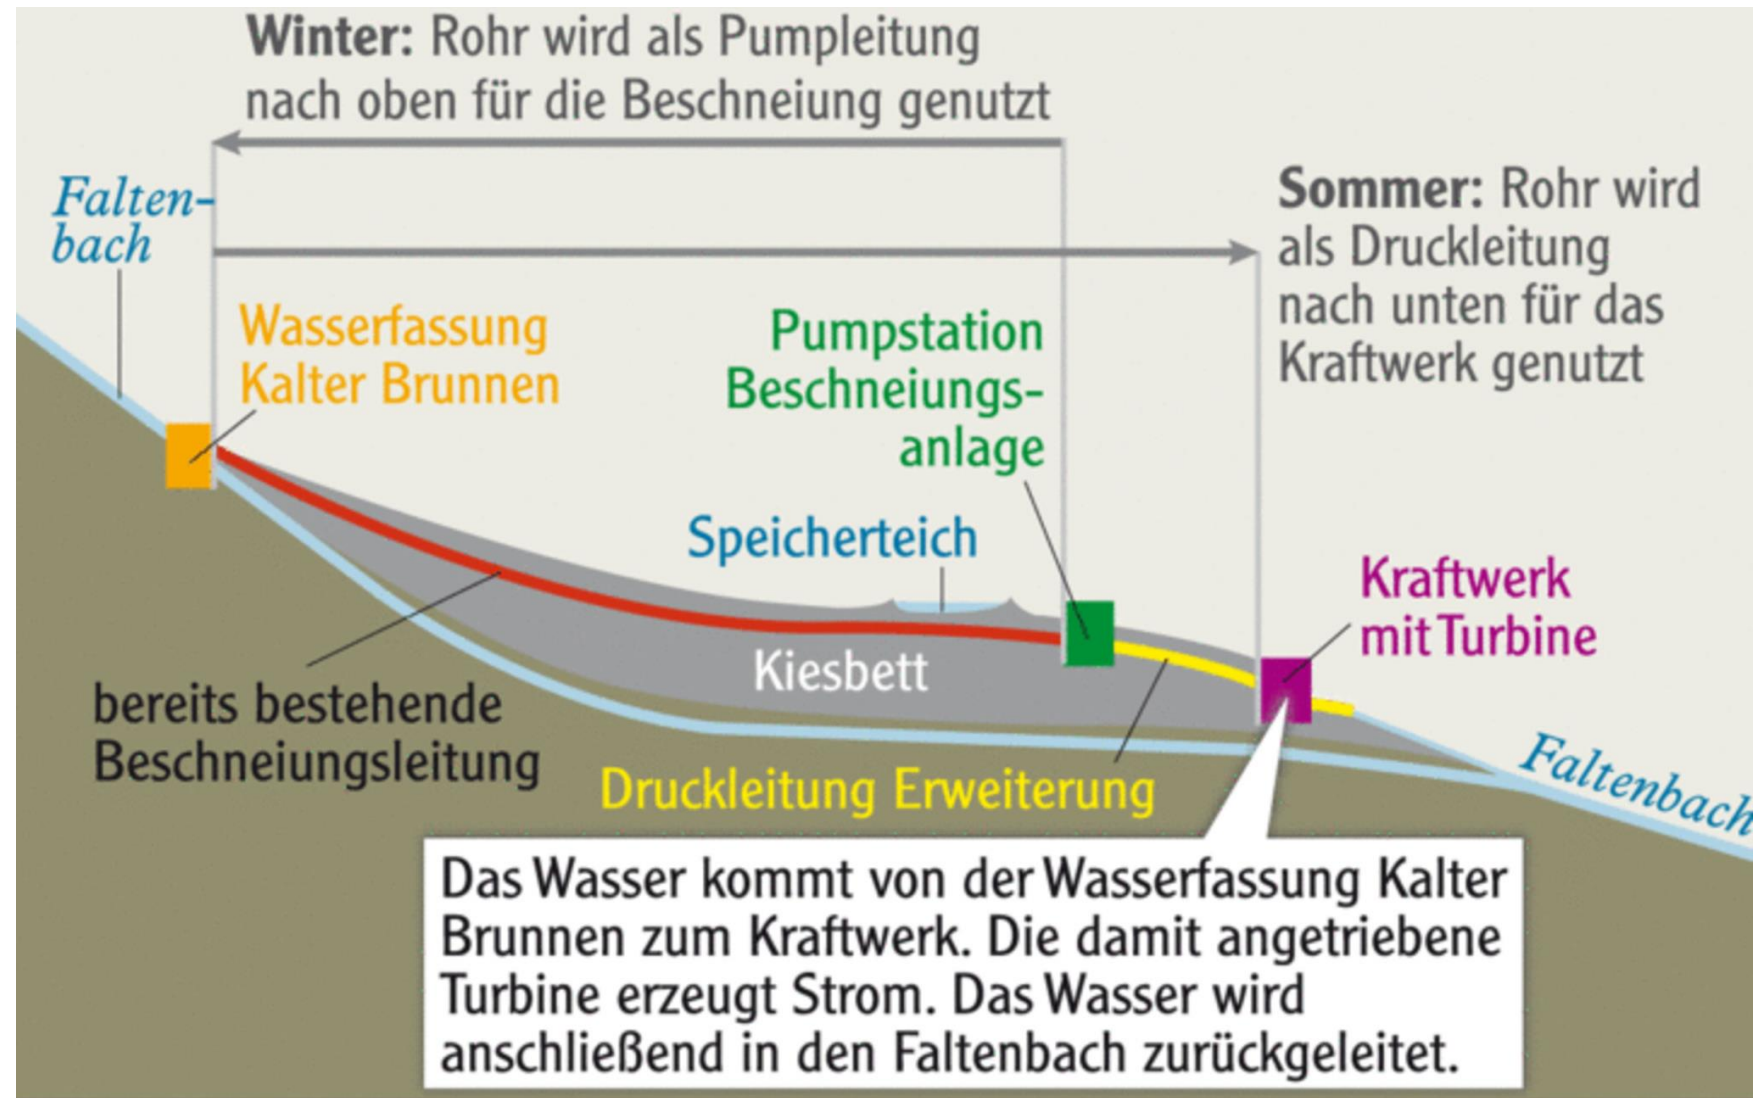 Winter: Rohr wird als Pumpleitung
nach oben für die Beschneiung genutzt
Falten-
bach
Sommer: Rohr wird
als Druckleitung
nach unten für das
Kraftwerk genutzt
Wasserfassung
Kalter Brunnen
Pumpstation
Beschneiungs-
anlage
Speicherteich
Kraftwerk
mit Turbine
Kiesbett
bereits bestehende
Beschneiungsleitung
Druckleitung Erweiterung
Faltenbach
Das Wasser kommt von der Wasserfassung Kalter
Brunnen zum Kraftwerk. Die damit angetriebene
Turbine erzeugt Strom. Das Wasser wird
anschließend in den Faltenbach zurückgeleitet.